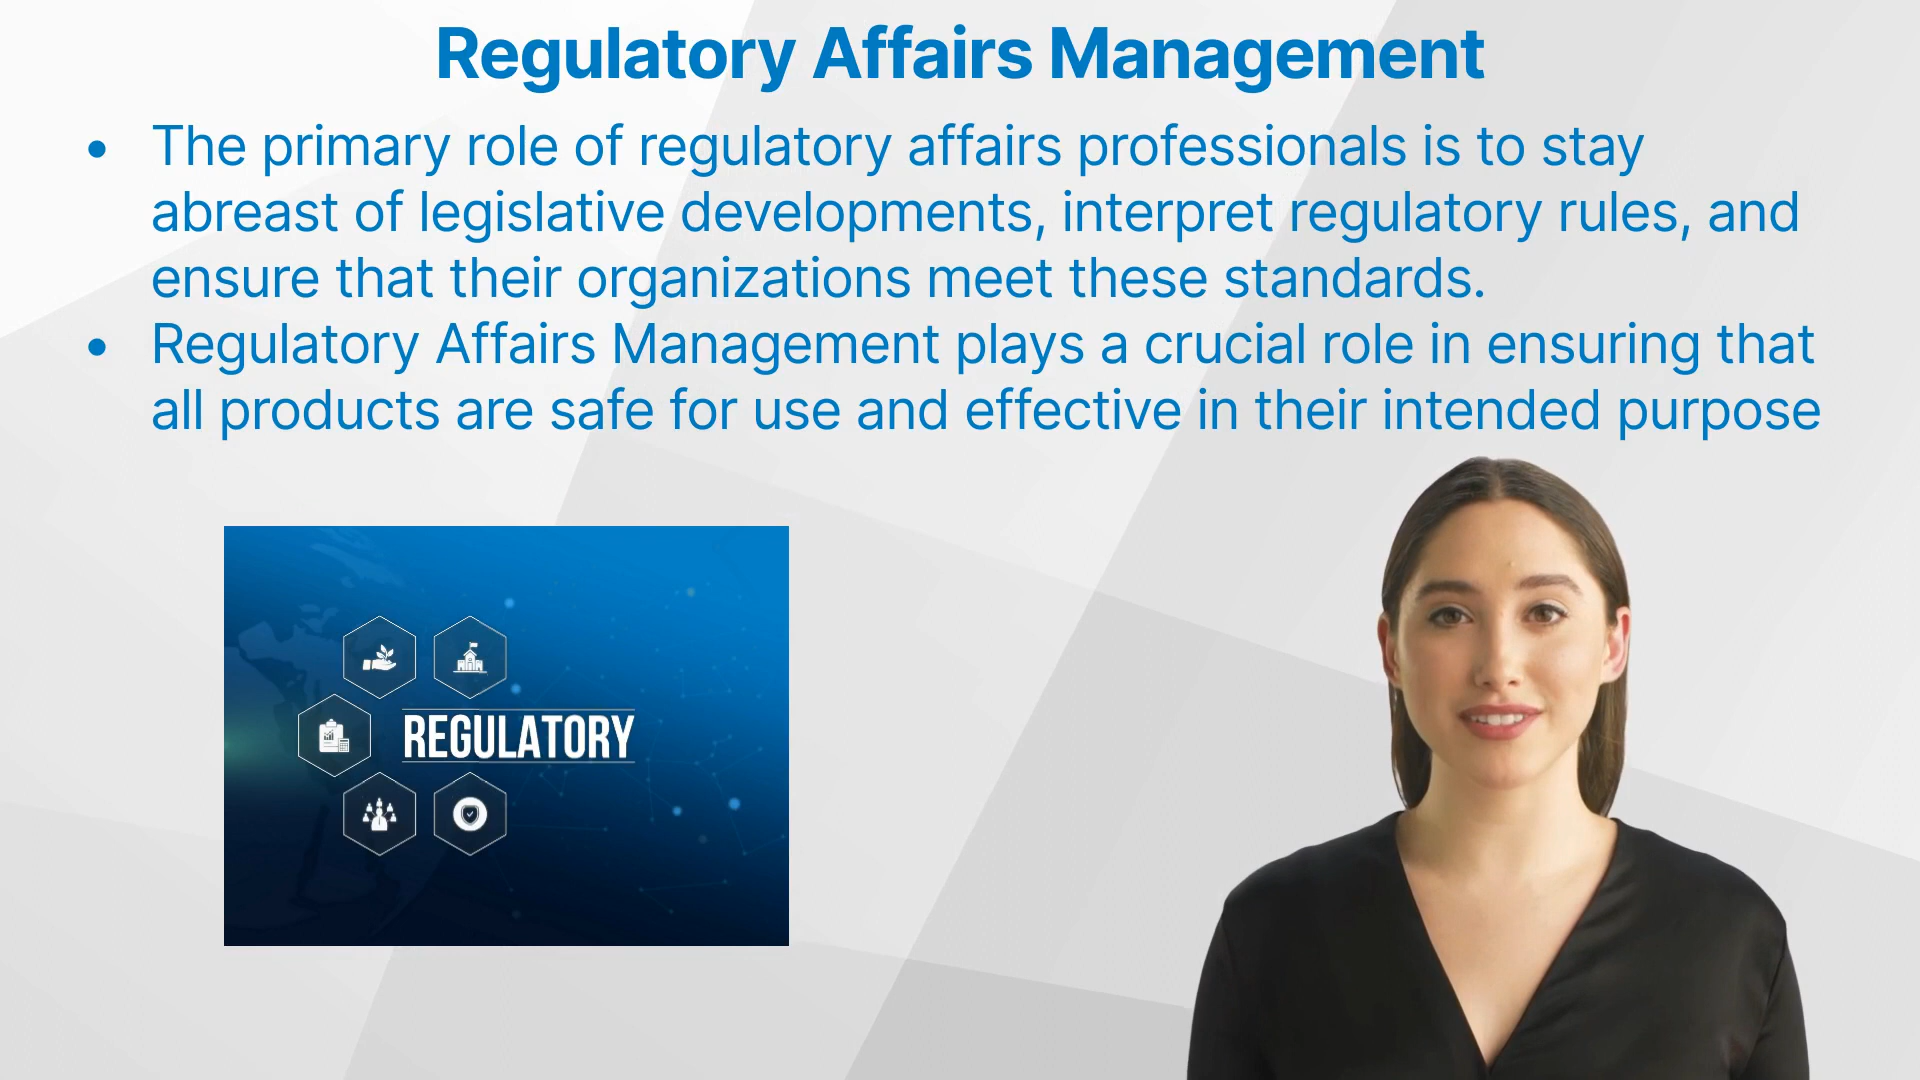 Regulatory Affairs Management
• The primary role of regulatory affairs professionals is to stay
abreast of legislative developments, interpret regulatory rules, and
ensure that their organizations meet these standards.
• Regulatory Affairs Management plays a crucial role in ensuring that
all products are safe for use and effective in their intended purpose
REGULATORY